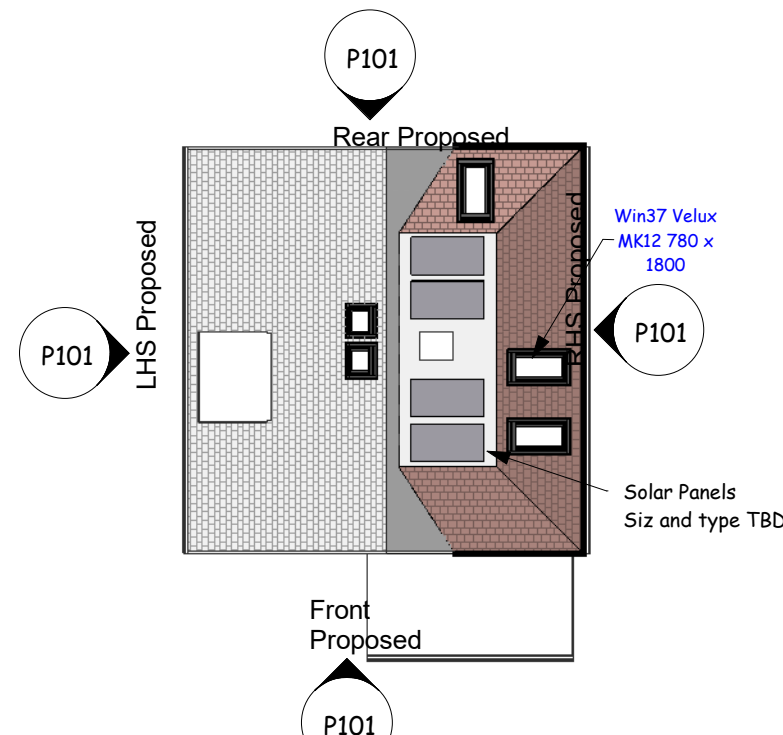 P101
Rear Proposed
Win37 Velux
MK12 780 x
1800
LHS Proposed
RHS Proposed
P101
P101
Solar Panels
Siz and type TBD
Front
Proposed
P101